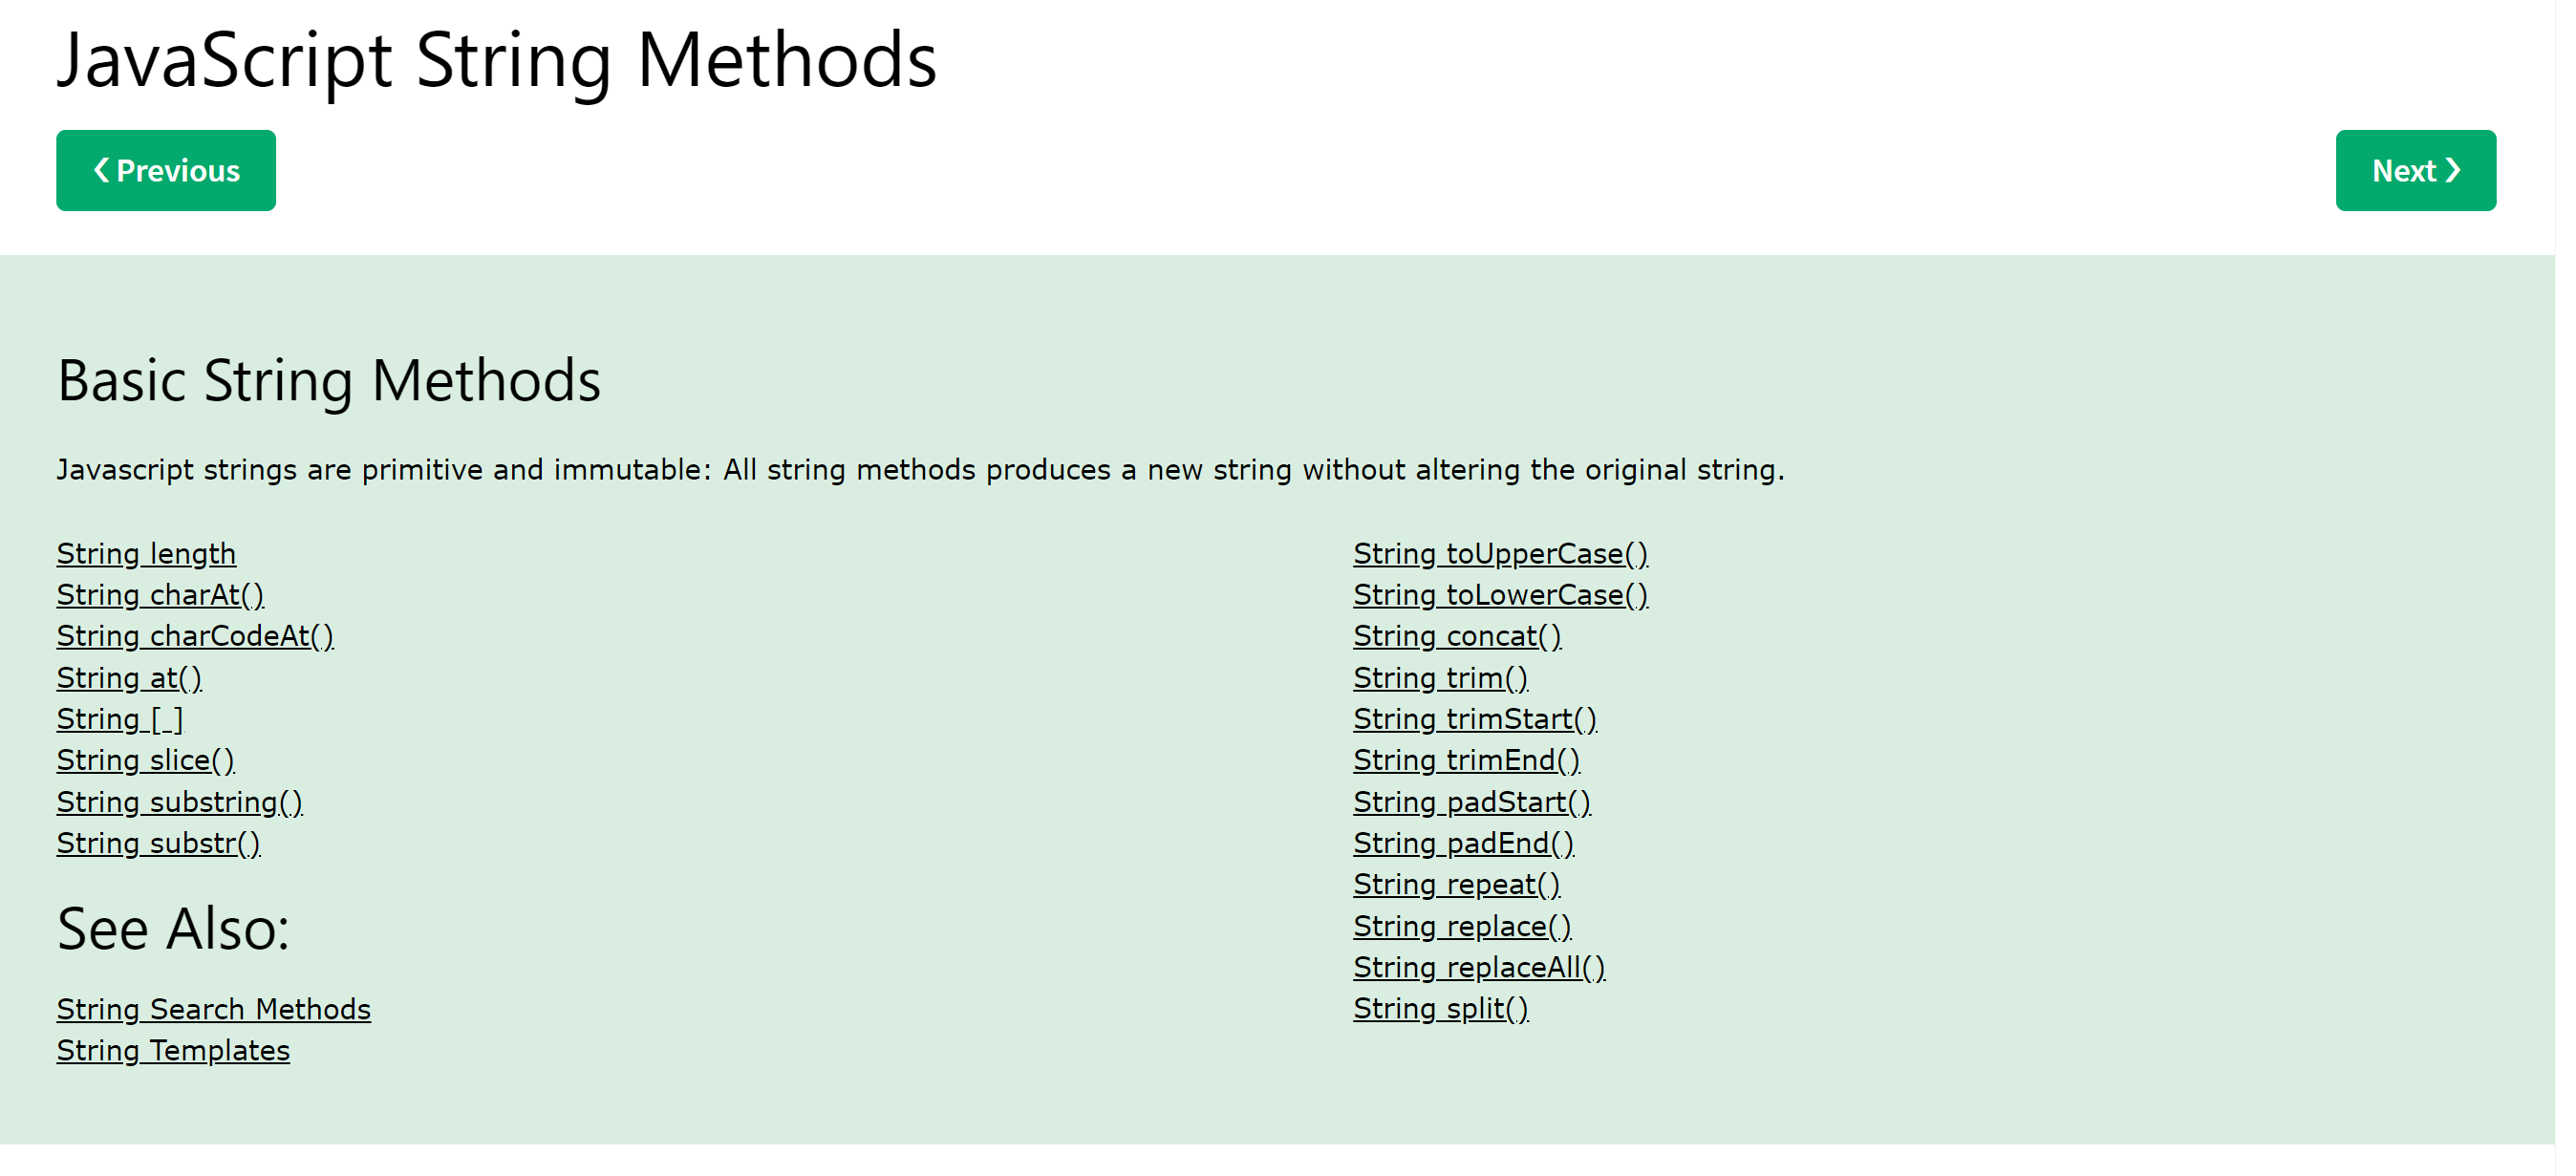 JavaScript String Methods
❮ Previous
Next ❯
Basic String Methods
Javascript strings are primitive and immutable: All string methods produces a new string without altering the original string.
String length
String charAt()
String charCodeAt()
String at()
String [ ]
String slice()
String substring()
String substr()
See Also:
String Search Methods
String Templates
String toUpperCase()
String toLowerCase()
String concat()
String trim()
String trimStart()
String trimEnd()
String padStart()
String padEnd()
String repeat()
String replace()
String replaceAll()
String split()